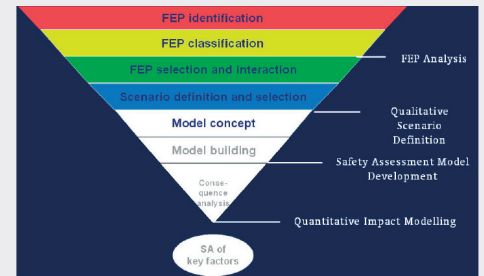 FEP identification
FEP classification
FEP selection and interaction
Scenario definition and selection
Model concept
Model building
Conse-
quence
analysis
SA of
key factors
FEP Analysis
Qualitative
Scenario
Definition
Safety Assessment Model
Development
Quantitative Impact Modelling